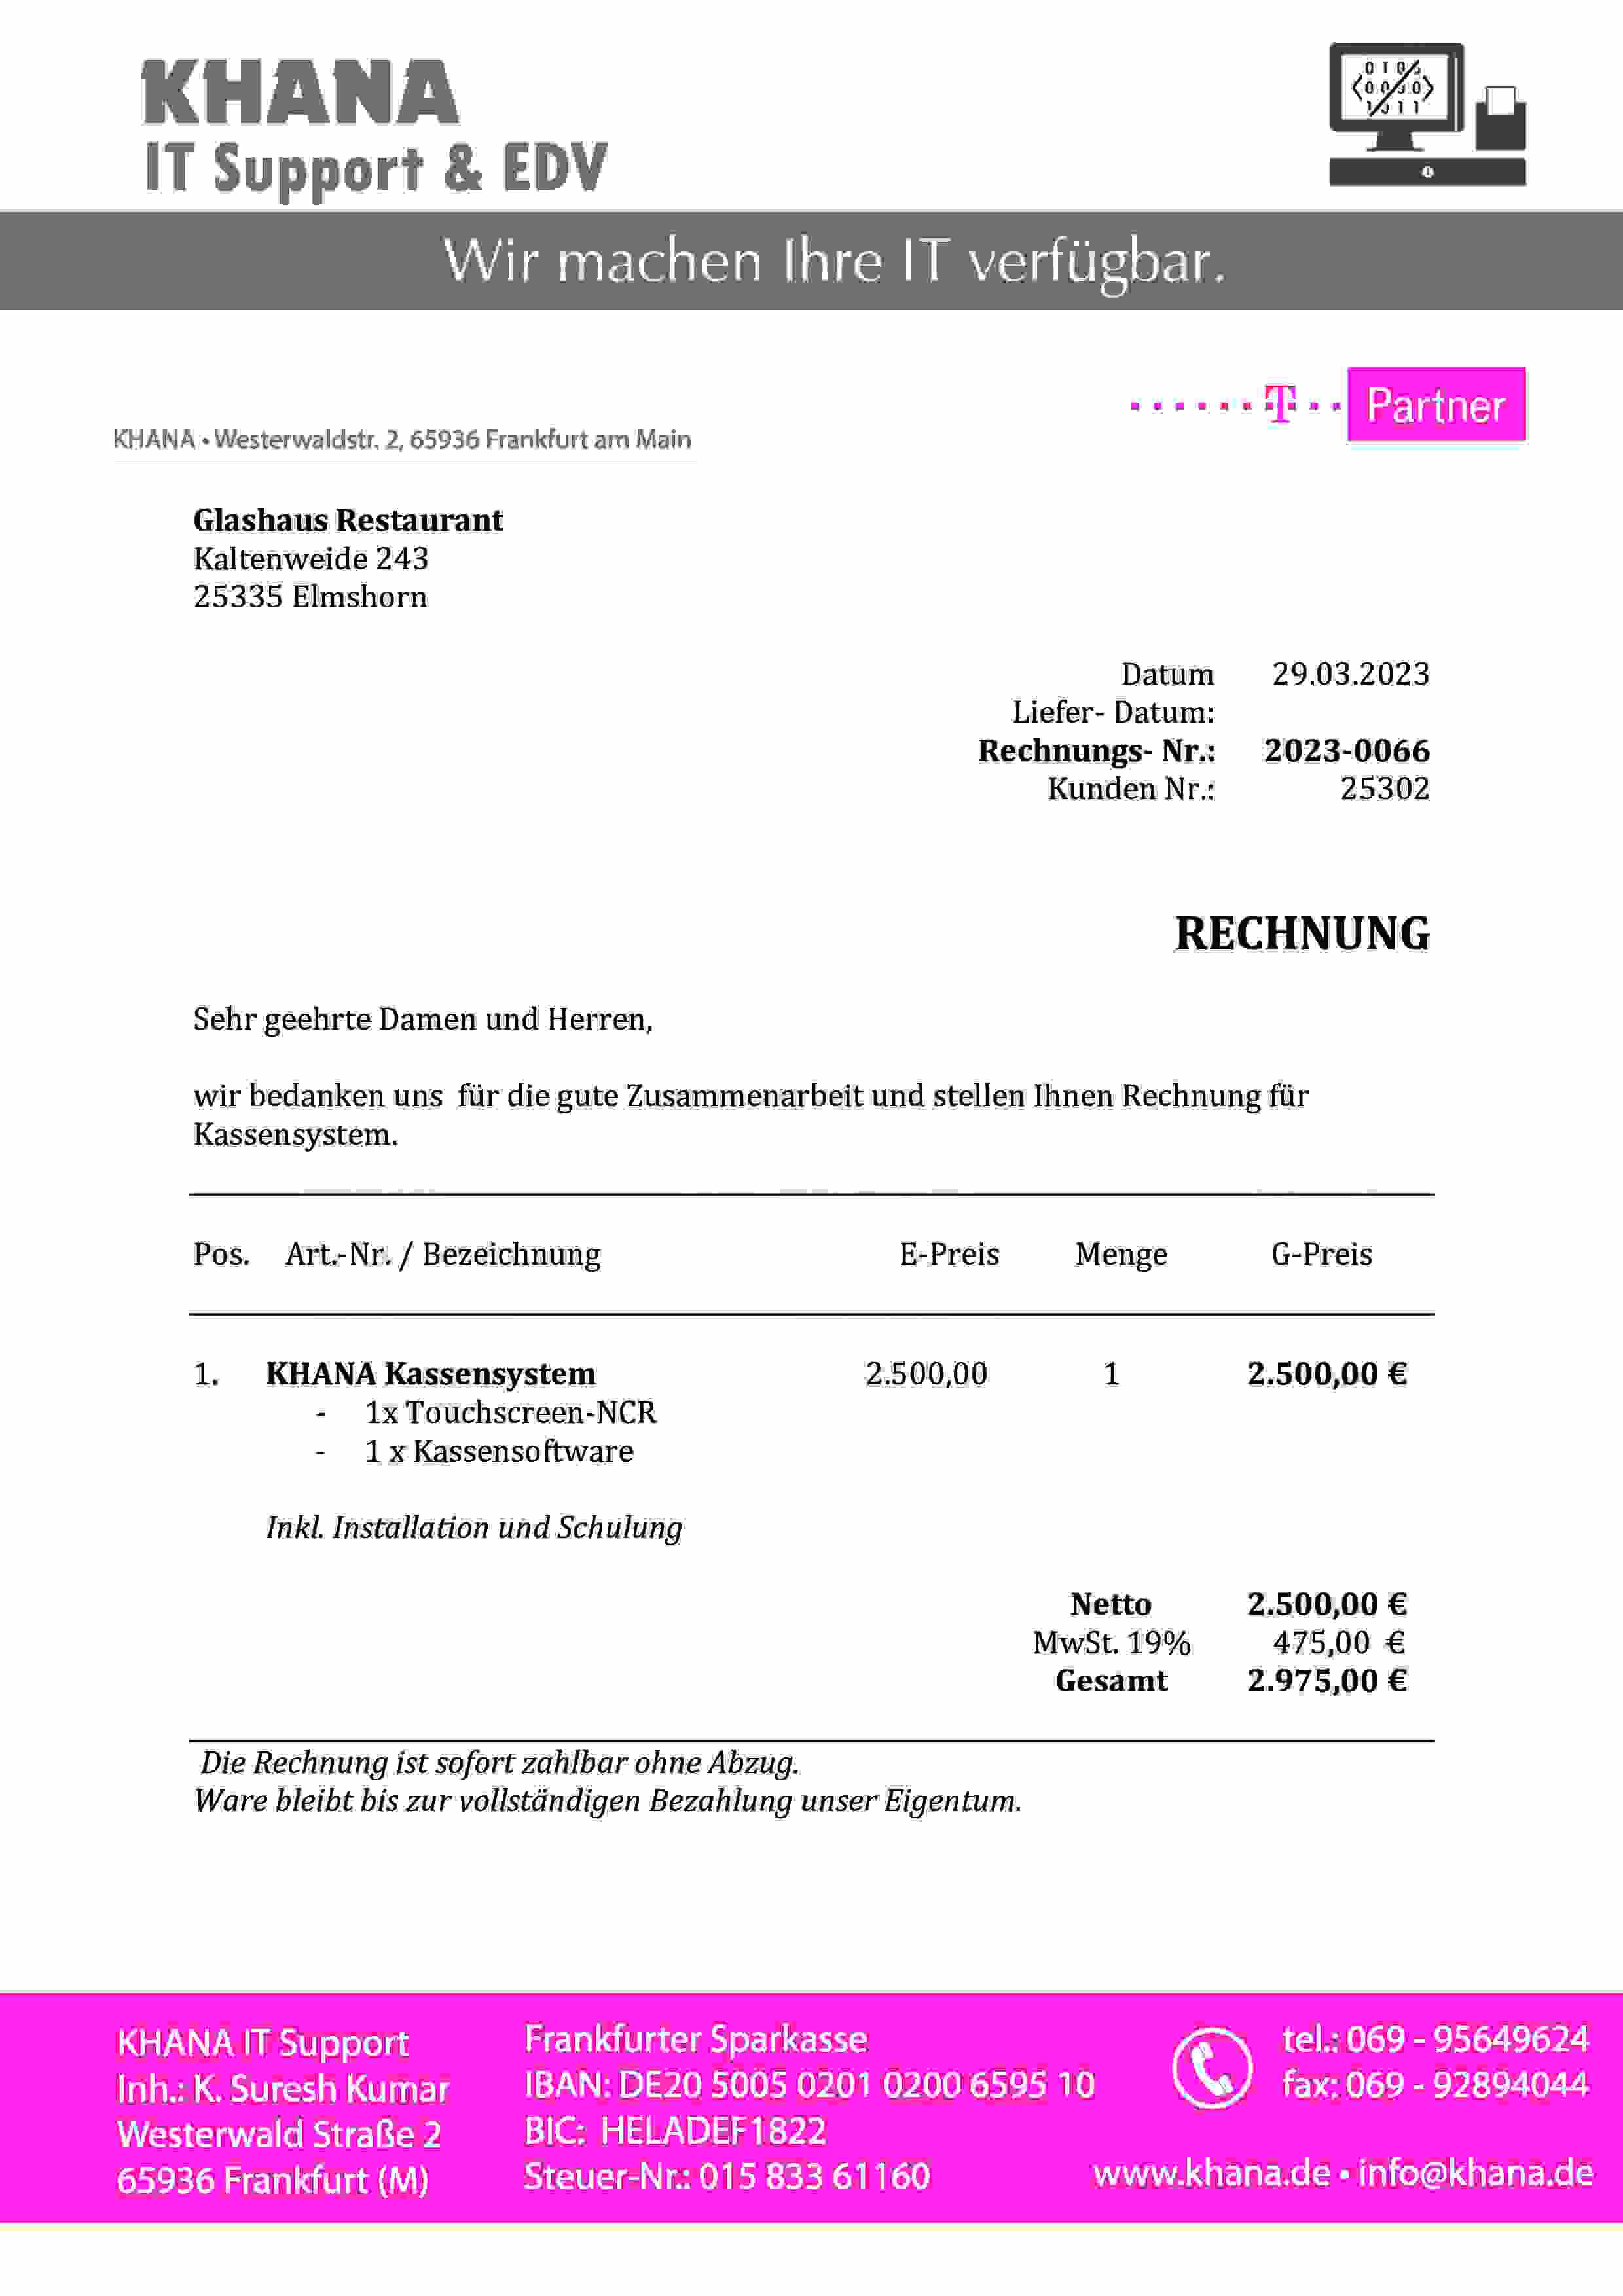 KHANA
IT Support & EDV
Wir machen Ihre IT verfügbar.
T Partner
KHANA • Westerwaldstr. 2, 65936 Frankfurt am Main
Glashaus Restaurant
Kaltenweide 243
25335 Elmshorn
Datum 29.03.2023
Liefer- Datum:
Rechnungs- Nr.: 2023-0066
Kunden Nr.: 25302
RECHNUNG
Sehr geehrte Damen und Herren,
wir bedanken uns für die gute Zusammenarbeit und stellen Ihnen Rechnung für
Kassensystem.
Pos. Art.-Nr. / Bezeichnung E-Preis Menge G-Preis
1. KHANA Kassensystem 2.500,00 1 2.500,00 €
- 1x Touchscreen-NCR
- 1 x Kassensoftware
Inkl. Installation und Schulung
Netto 2.500,00 €
MwSt. 19% 475,00 €
Gesamt 2.975,00 €
Die Rechnung ist sofort zahlbar ohne Abzug.
Ware bleibt bis zur vollständigen Bezahlung unser Eigentum.
KHANA IT Support
Inh.: K. Suresh Kumar
Westerwald Straße 2
65936 Frankfurt (M)
Frankfurter Sparkasse
IBAN: DE20 5005 0201 0200 6595 10
BIC: HELADEF1822
Steuer-Nr.: 015 833 61160
tel.: 069 - 95649624
fax: 069 - 92894044
www.khana.de • info@khana.de